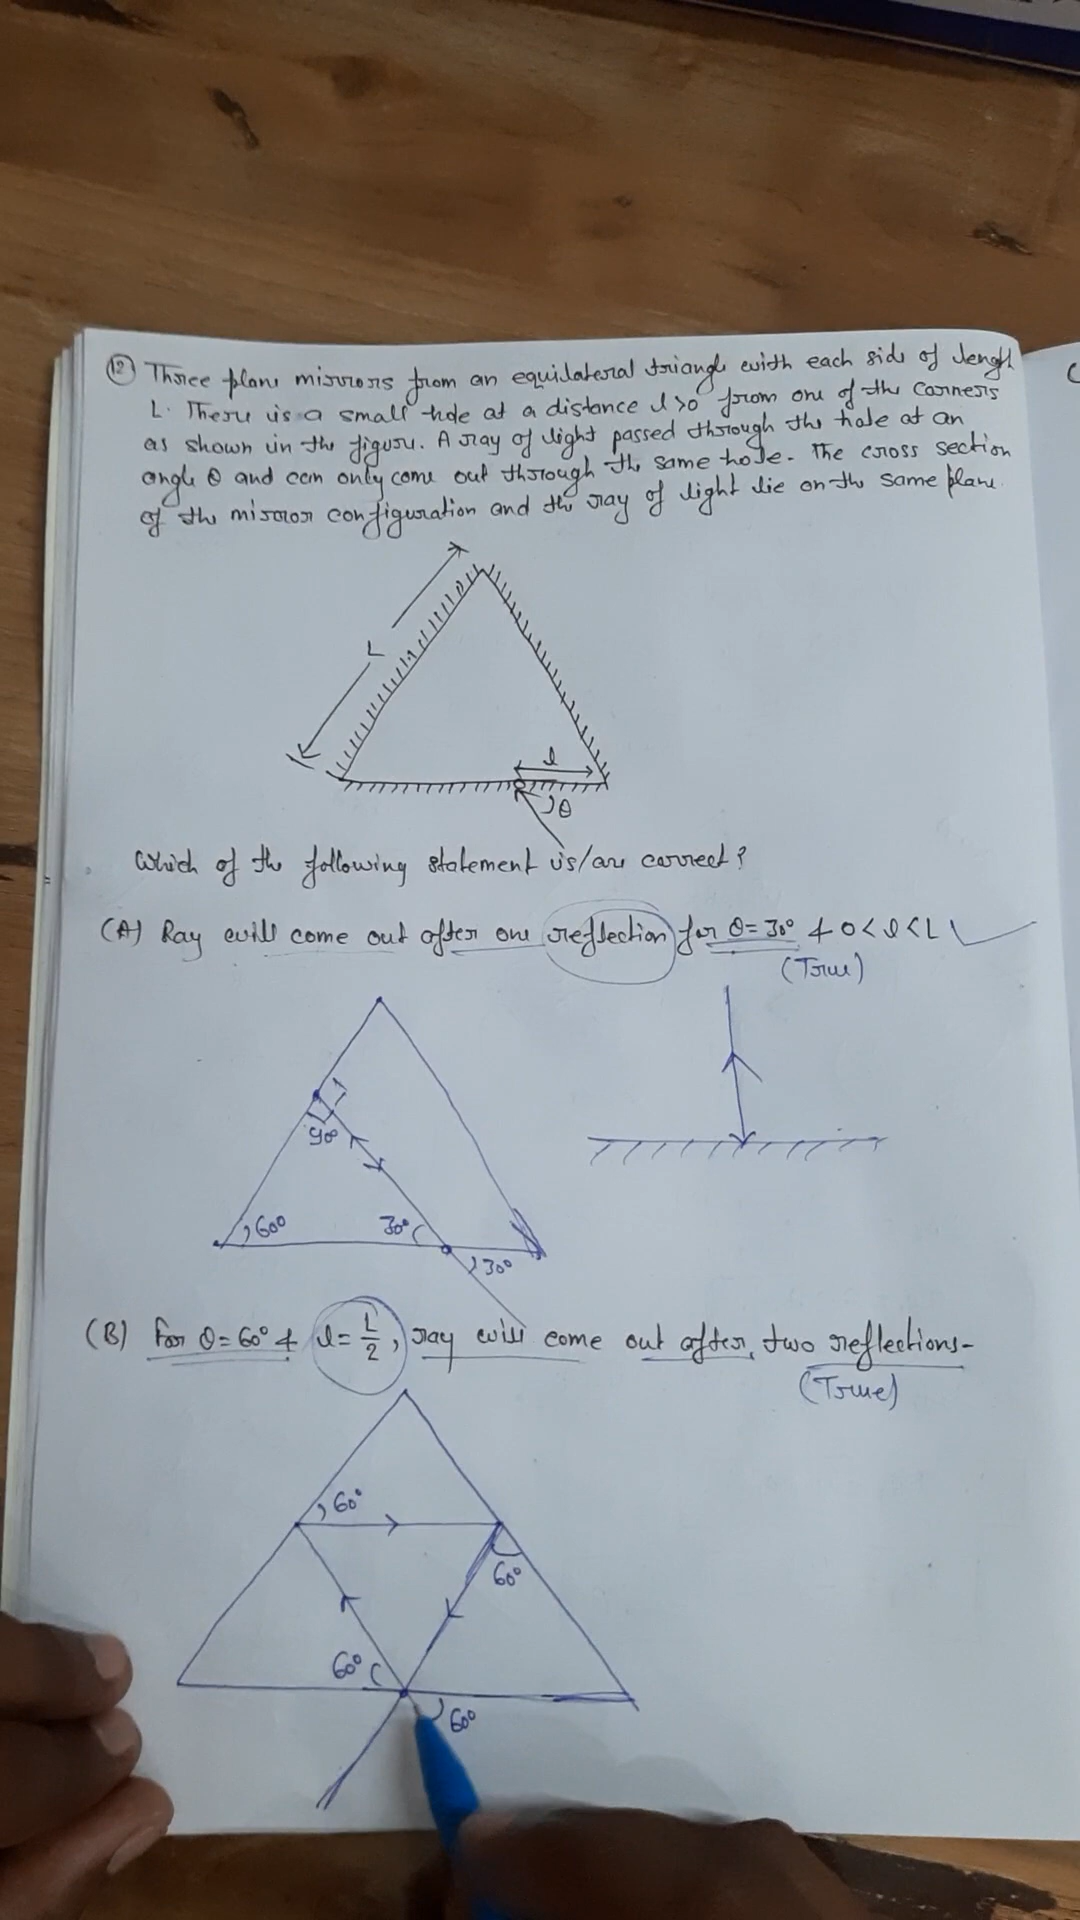 (12) Three plane mirrors from an equilateral triangle with each side of length
L. There is a small hole at a distance l>0 from one of the corners
as shown in the figure. A ray of light passed through the hole at an
angle θ and can only come out through the same hole. The cross section
of the mirror configuration and the ray of light lie on the same plane.
L
l
θ
Which of the following statement is/are correct?
(A) Ray will come out after one reflection for θ=30° & 0<l<L
(True)
90°
60°
30°
30°
(B) For θ=60° & l=L/2, ray will come out after, two reflections-
(True)
60°
60°
60°
60°